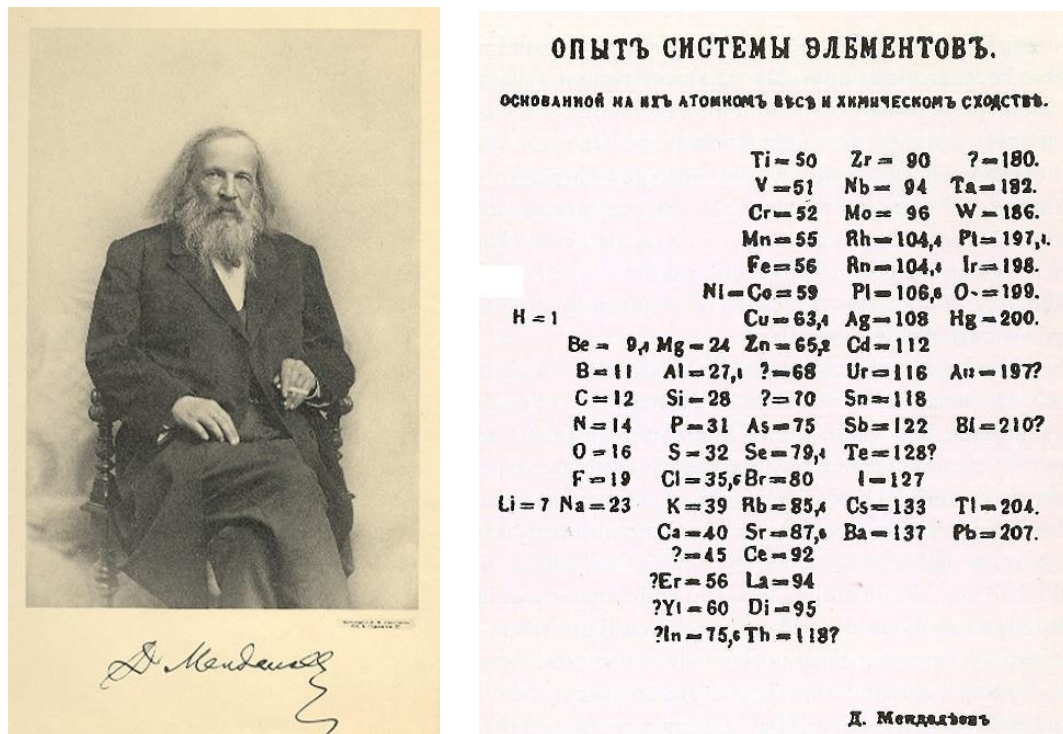 ОПЫТЪ СИСТЕМЫ ЭЛЕМЕНТОВЪ.
ОСНОВАННОЙ НА ИХЪ АТОМНОМЪ ВѢСѢ И ХИМИЧЕСКОМЪ СХОДСТВѢ.
Ti = 50 Zr = 90 ? = 180.
V = 51 Nb = 94 Ta = 182.
Cr = 52 Mo = 96 W = 186.
Mn = 55 Rh = 104,4 Pt = 197,1.
Fe = 56 Rn = 104,4 Ir = 198.
Ni = Co = 59 Pl = 106,6 O- = 199.
H = 1 Cu = 63,4 Ag = 108 Hg = 200.
Be = 9,4 Mg = 24 Zn = 65,2 Cd = 112
B = 11 Al = 27,1 ? = 68 Ur = 116 Au = 197?
C = 12 Si = 28 ? = 70 Sn = 118
N = 14 P = 31 As = 75 Sb = 122 Bi = 210?
O = 16 S = 32 Se = 79,4 Te = 128?
F = 19 Cl = 35,6 Br = 80 I = 127
Li = 7 Na = 23 K = 39 Rb = 85,4 Cs = 133 Tl = 204.
Ca = 40 Sr = 87,6 Ba = 137 Pb = 207.
? = 45 Ce = 92
?Er = 56 La = 94
?Yt = 60 Di = 95
?In = 75,6 Th = 118?
Д. Менделѣевъ